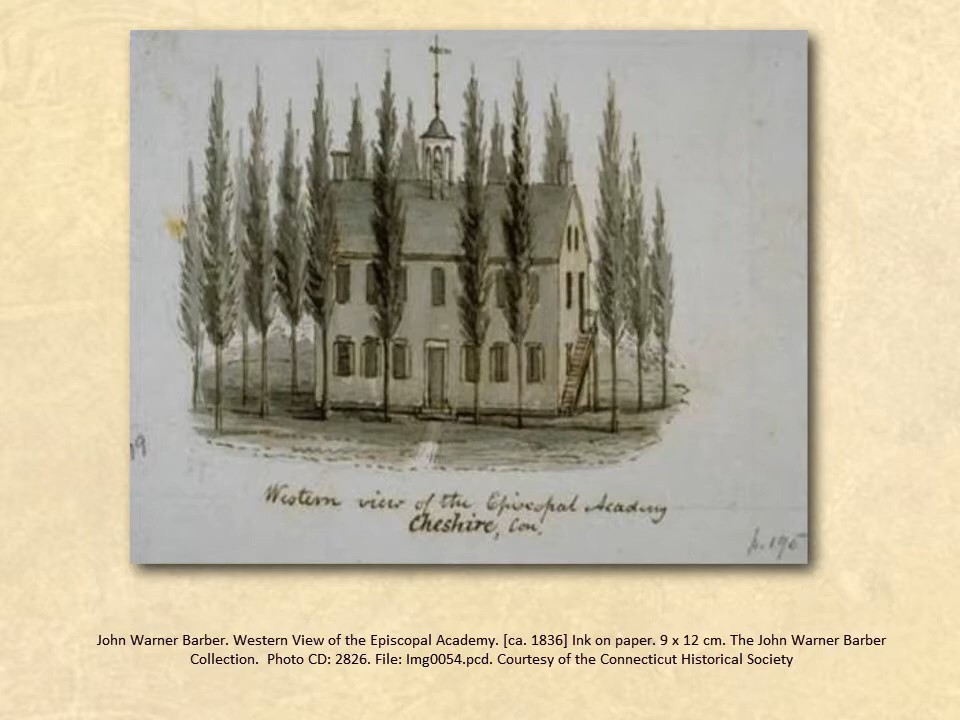 19
Western view of the Episcopal Academy
Cheshire, Con.
p. 195
John Warner Barber. Western View of the Episcopal Academy. [ca. 1836] Ink on paper. 9 x 12 cm. The John Warner Barber
Collection.  Photo CD: 2826. File: Img0054.pcd. Courtesy of the Connecticut Historical Society